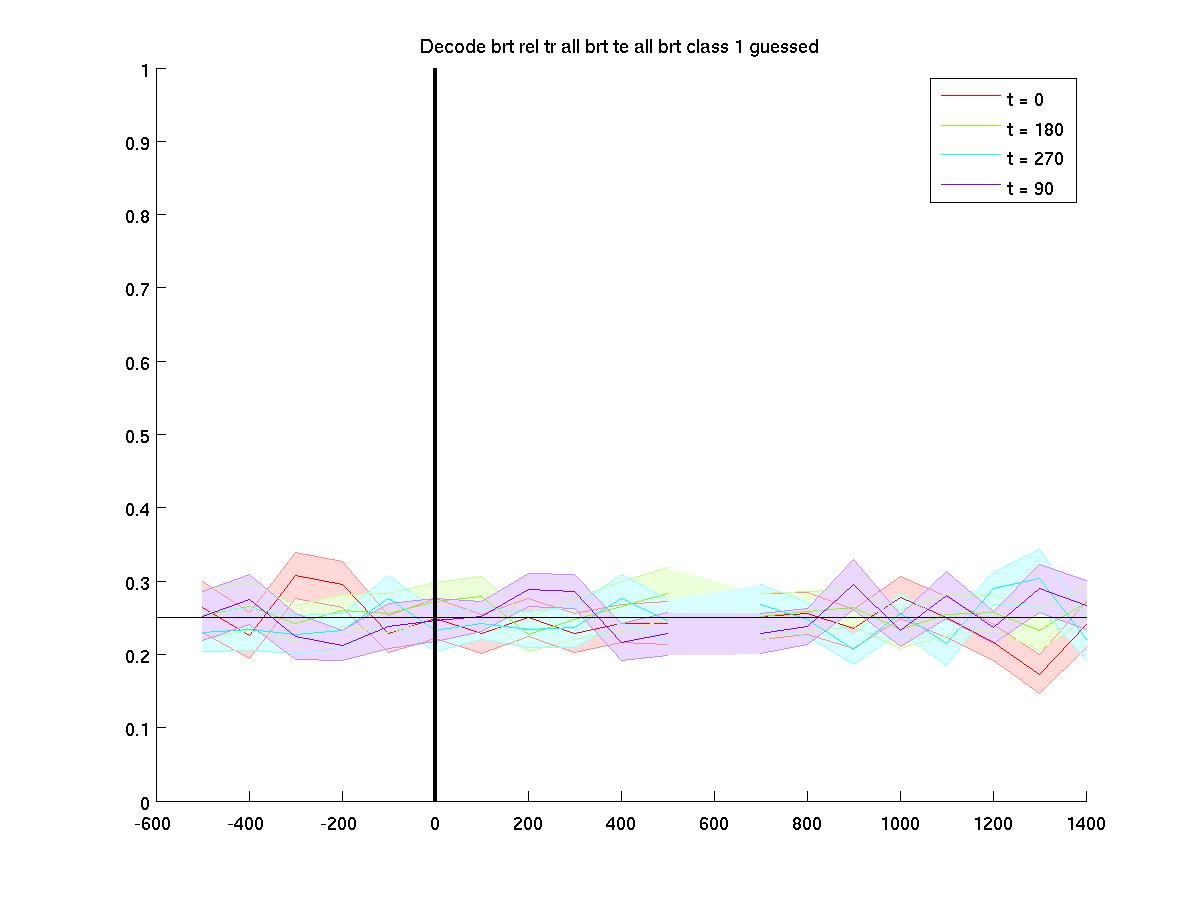 Decode brt rel tr all brt te all brt class 1 guessed
1
0.9
0.8
0.7
0.6
0.5
0.4
0.3
0.2
0.1
0
-600 -400 -200 0 200 400 600 800 1000 1200 1400
t = 0
t = 180
t = 270
t = 90